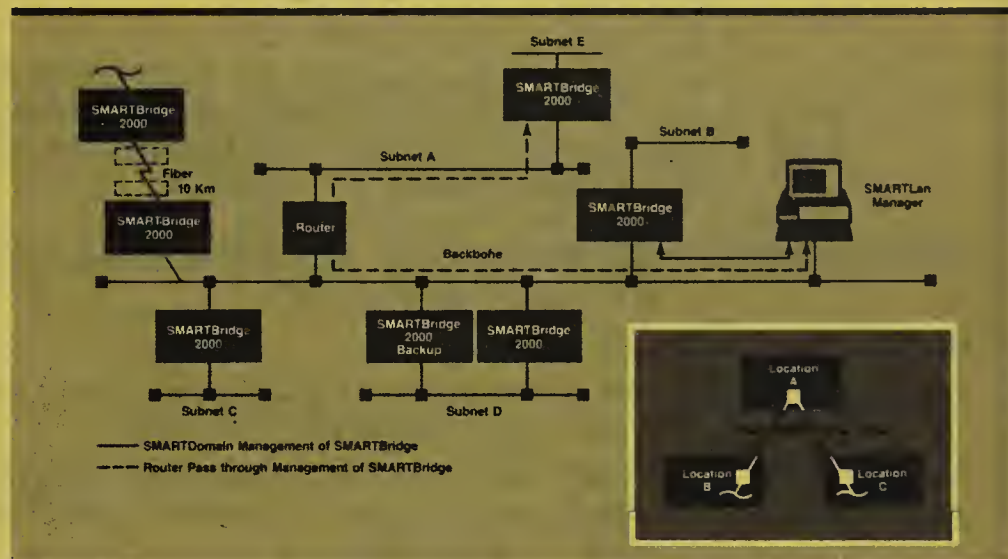 Subnet E
SMARTBridge
2000
SMARTBridge
2000
Subnet B
Subnet A
Fiber
10 Km
SMARTLan
Manager
SMARTBridge
2000
Router
SMARTBridge
2000
Backbone
SMARTBridge
2000
SMARTBridge
2000
Backup
SMARTBridge
2000
Location
A
Subnet C
Subnet D
SMARTDomain Management of SMARTBridge
Router Pass through Management of SMARTBridge
Location
B
Location
C